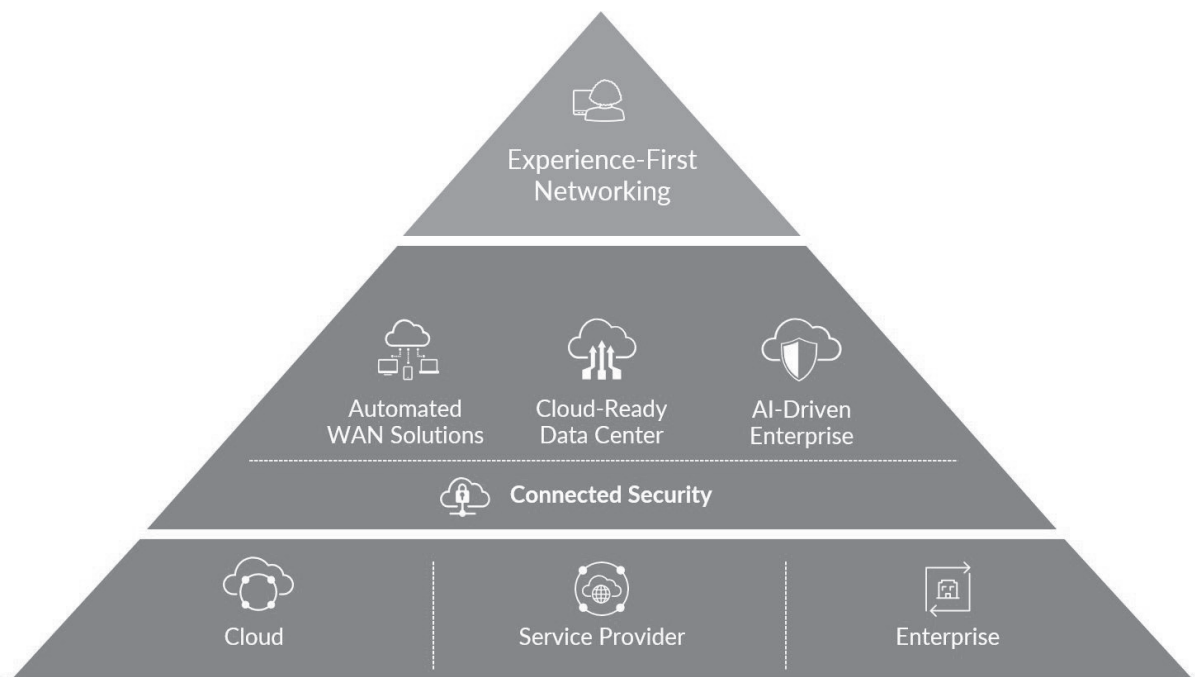 Experience-First
Networking
Automated
WAN Solutions
Cloud-Ready
Data Center
AI-Driven
Enterprise
Connected Security
Cloud
Service Provider
Enterprise